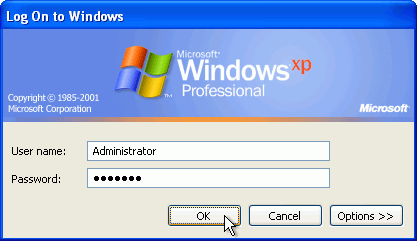 Log On to Windows
Microsoft®
Windows xp
Professional
Copyright © 1985-2001
Microsoft Corporation
Microsoft
User name: Administrator
Password: •••••••
OK Cancel Options >>